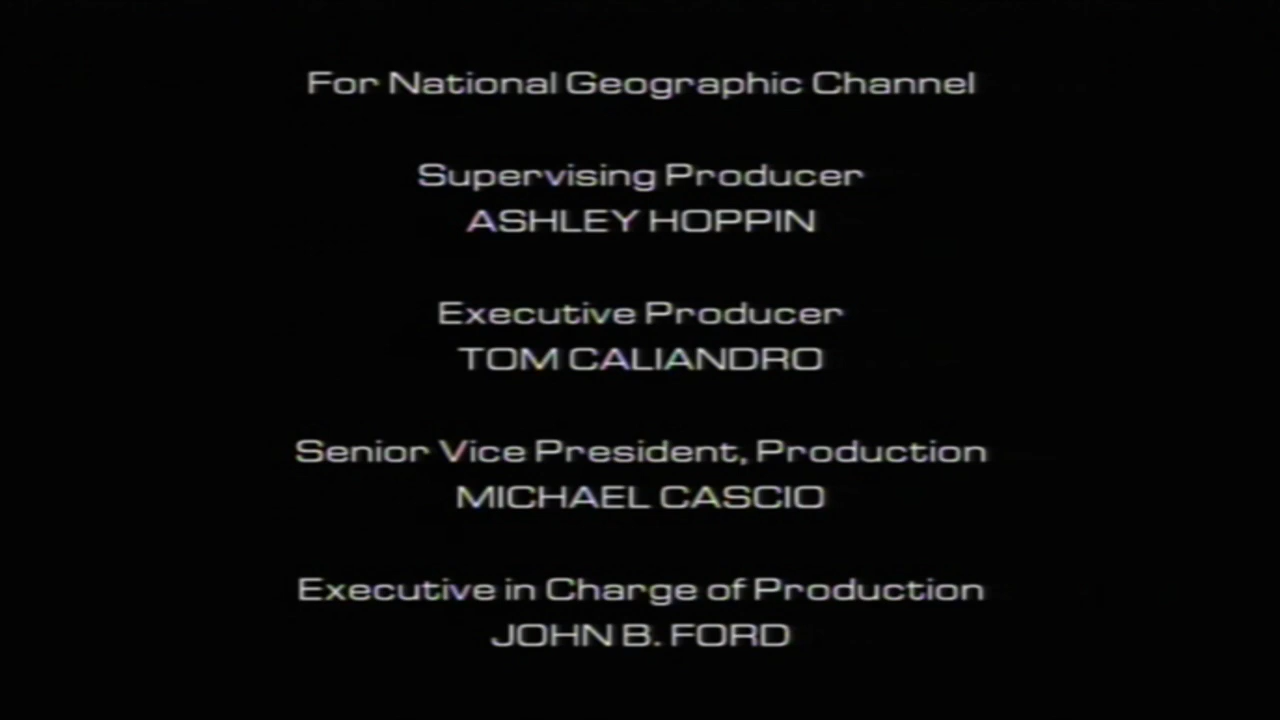 For National Geographic Channel
Supervising Producer
ASHLEY HOPPIN
Executive Producer
TOM CALIANDRO
Senior Vice President, Production
MICHAEL CASCIO
Executive in Charge of Production
JOHN B. FORD